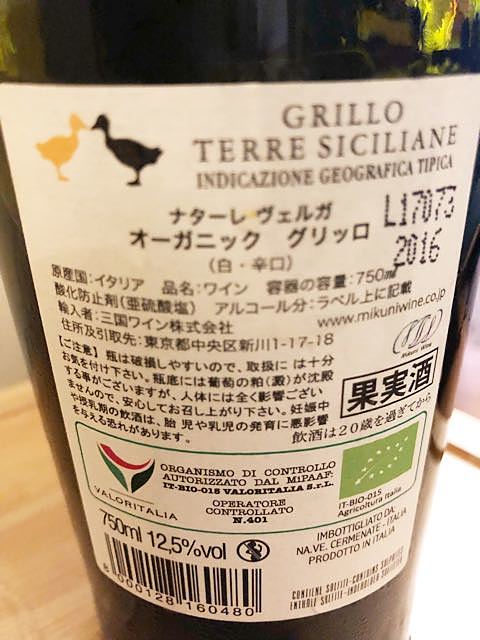 GRILLO
TERRE SICILIANE
INDICAZIONE GEOGRAFICA TIPICA
ナターレ・ヴェルガ
オーガニック グリッロ
(白・辛口)
L17073
2016
原産国:イタリア 品名:ワイン 容器の容量:750ml
酸化防止剤(亜硫酸塩) アルコール分:ラベル上に記載
輸入者:三国ワイン株式会社 www.mikuniwine.co.jp
住所及引取先:東京都中央区新川1-17-18
Mikuni Wine
【ご注意】瓶は破損しやすいので、取扱に は十分
お気を付けて下さい。瓶底には葡萄の粕(澱)が沈殿
する事がございますが、人体には全く影響ござい
ませんので、安心してお召し上がり下さい。妊娠中
や授乳期の飲酒は、胎 児や乳児の発育に悪影響
を与える恐れがあります。
果実酒
飲酒は20歳を過ぎてから
VALORITALIA
ORGANISMO DI CONTROLLO
AUTORIZZATO DAL MIPAAF:
IT-BIO-015 VALORITALIA S.r.L.
OPERATORE
CONTROLLATO
N.401
IT-BIO-015
Agricoltura Italia
750ml 12,5%vol
IMBOTTIGLIATO DA
NA.VE. CERMENATE - ITALIA
PRODOTTO IN ITALIA
8 000128 160480
CONTIENE SOLFITI-CONTAINS SULPHITES
ENTHÄLT SULFITE-INDEHOLDER SULFITTER